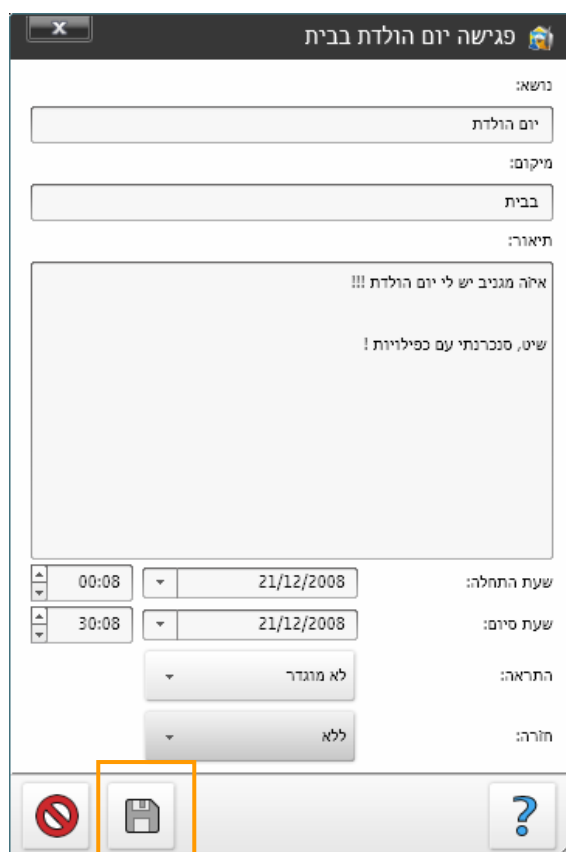 פגישה יום הולדת בבית
נושא:
יום הולדת
מיקום:
בבית
תיאור:
איזה מגניב יש לי יום הולדת !!!
שיט, סנכרנתי עם כפילויות !
שעת התחלה: 21/12/2008 00:08
שעת סיום: 21/12/2008 30:08
התראה: לא מוגדר
חזרה: ללא